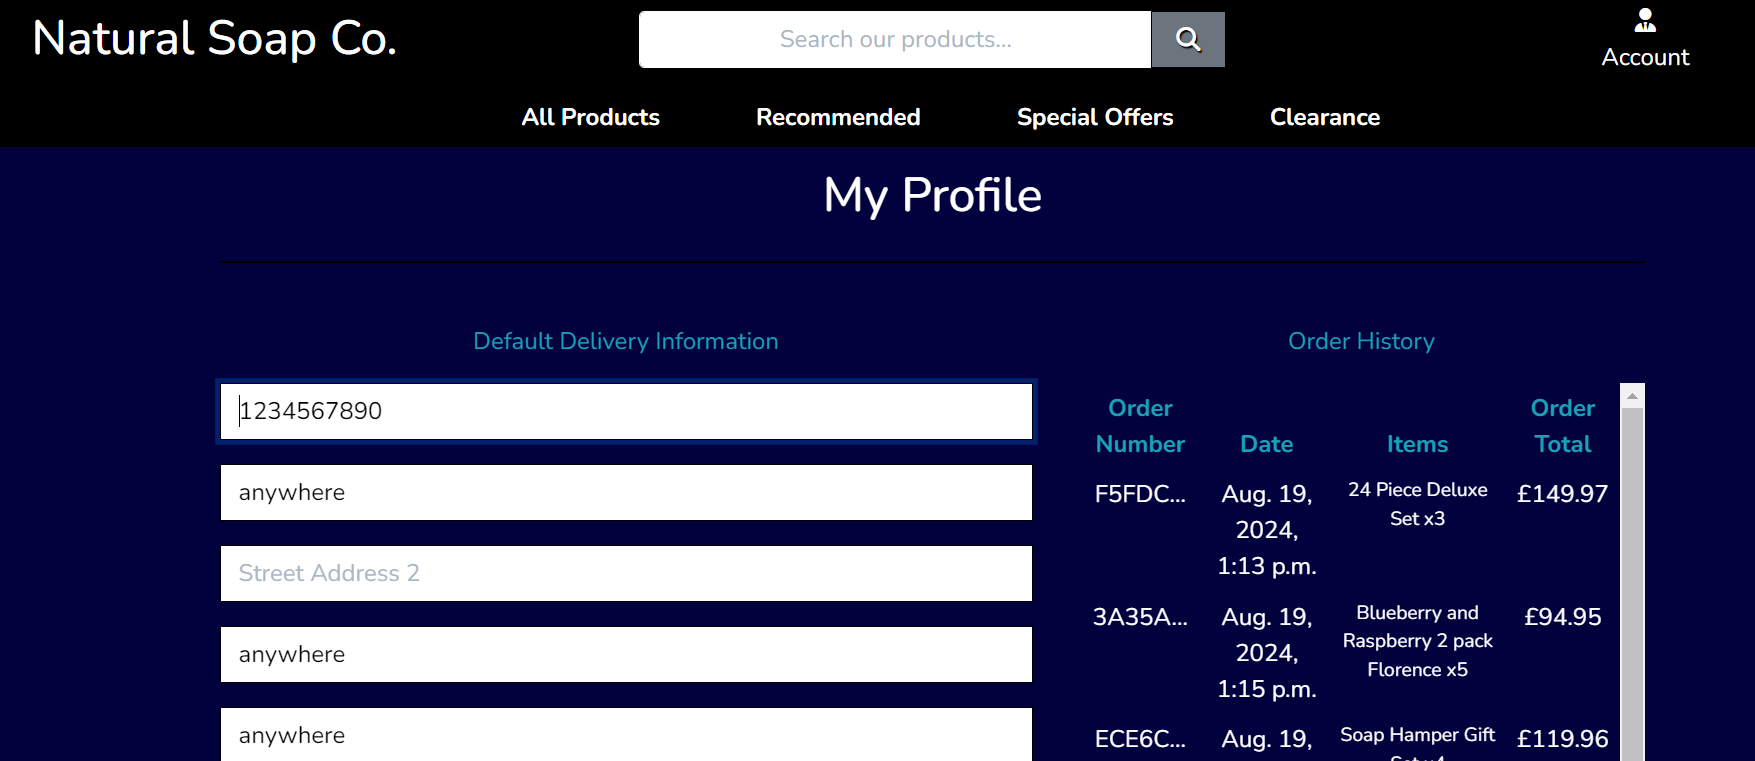 Natural Soap Co.
Search our products...
Account
All Products
Recommended
Special Offers
Clearance
My Profile
Default Delivery Information
1234567890
anywhere
Street Address 2
anywhere
anywhere
Order History
Order Number
Date
Items
Order Total
F5FDC...
Aug. 19,
2024,
1:13 p.m.
24 Piece Deluxe
Set x3
£149.97
3A35A...
Aug. 19,
2024,
1:15 p.m.
Blueberry and
Raspberry 2 pack
Florence x5
£94.95
ECE6C...
Aug. 19,
Soap Hamper Gift
Set x4
£119.96